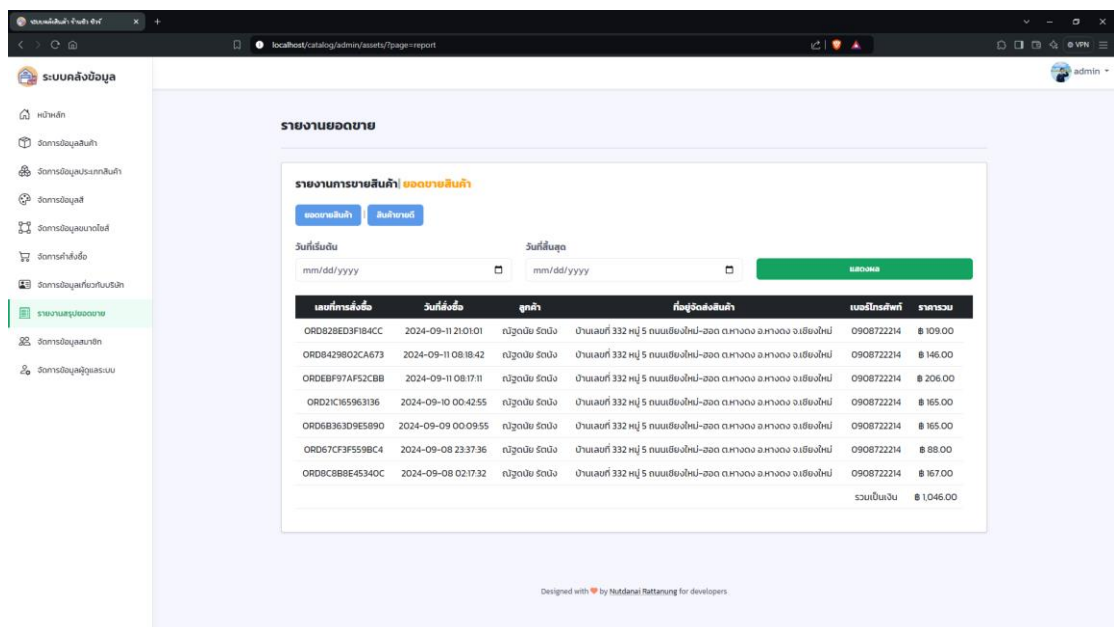 ระบบคลังสินค้า ร้านชำ ชัวร์
localhost/catalog/admin/assets/?page=report
VPN
ระบบคลังข้อมูล
admin
หน้าหลัก
จัดการข้อมูลสินค้า
จัดการข้อมูลประเภทสินค้า
จัดการข้อมูลสี
จัดการข้อมูลขนาดไซส์
จัดการคำสั่งซื้อ
จัดการข้อมูลเกี่ยวกับบริษัท
รายงานสรุปยอดขาย
จัดการข้อมูลสมาชิก
จัดการข้อมูลผู้ดูแลระบบ
รายงานยอดขาย
รายงานการขายสินค้า| ยอดขายสินค้า
ยอดขายสินค้า | สินค้าขายดี
วันที่เริ่มต้น วันที่สิ้นสุด
mm/dd/yyyy mm/dd/yyyy แสดงผล
เลขที่การสั่งซื้อ วันที่สั่งซื้อ ลูกค้า ที่อยู่จัดส่งสินค้า เบอร์โทรศัพท์ ราคารวม
ORD828ED3F184CC 2024-09-11 21:01:01 ณัฐดนัย รัตนัง บ้านเลขที่ 332 หมู่ 5 ถนนเชียงใหม่-ฮอด ต.หางดง อ.หางดง จ.เชียงใหม่ 0908722214 ฿ 109.00
ORD8429802CA673 2024-09-11 08:18:42 ณัฐดนัย รัตนัง บ้านเลขที่ 332 หมู่ 5 ถนนเชียงใหม่-ฮอด ต.หางดง อ.หางดง จ.เชียงใหม่ 0908722214 ฿ 146.00
ORDEBF97AF52CBB 2024-09-11 08:17:11 ณัฐดนัย รัตนัง บ้านเลขที่ 332 หมู่ 5 ถนนเชียงใหม่-ฮอด ต.หางดง อ.หางดง จ.เชียงใหม่ 0908722214 ฿ 206.00
ORD21C165963136 2024-09-10 00:42:55 ณัฐดนัย รัตนัง บ้านเลขที่ 332 หมู่ 5 ถนนเชียงใหม่-ฮอด ต.หางดง อ.หางดง จ.เชียงใหม่ 0908722214 ฿ 165.00
ORD6B363D9E5890 2024-09-09 00:09:55 ณัฐดนัย รัตนัง บ้านเลขที่ 332 หมู่ 5 ถนนเชียงใหม่-ฮอด ต.หางดง อ.หางดง จ.เชียงใหม่ 0908722214 ฿ 165.00
ORD67CF3F559BC4 2024-09-08 23:37:36 ณัฐดนัย รัตนัง บ้านเลขที่ 332 หมู่ 5 ถนนเชียงใหม่-ฮอด ต.หางดง อ.หางดง จ.เชียงใหม่ 0908722214 ฿ 88.00
ORD8C8B8E45340C 2024-09-08 02:17:32 ณัฐดนัย รัตนัง บ้านเลขที่ 332 หมู่ 5 ถนนเชียงใหม่-ฮอด ต.หางดง อ.หางดง จ.เชียงใหม่ 0908722214 ฿ 167.00
รวมเป็นเงิน ฿ 1,046.00
Designed with ❤ by Nutdanai Rattanung for developers.